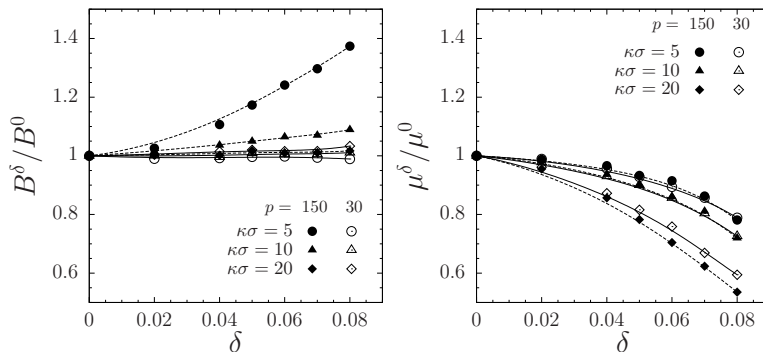 1.4
1.2
1
0.8
0.6
B^δ/B^0
p = 150 30
κσ = 5
κσ = 10
κσ = 20
0 0.02 0.04 0.06 0.08
δ
1.4
1.2
1
0.8
0.6
μ^δ/μ^0
p = 150 30
κσ = 5
κσ = 10
κσ = 20
0 0.02 0.04 0.06 0.08
δ